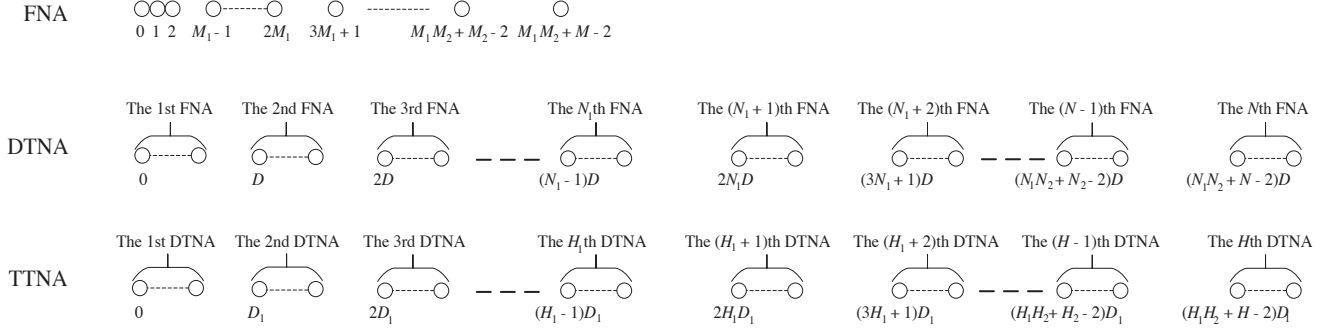 FNA
0 1 2 M₁ - 1 2M₁ 3M₁ + 1 M₁M₂ + M₂ - 2 M₁M₂ + M - 2
The 1st FNA The 2nd FNA The 3rd FNA The N₁th FNA The (N₁ + 1)th FNA The (N₁ + 2)th FNA The (N - 1)th FNA The Nth FNA
DTNA
0 D 2D (N₁ - 1)D 2N₁D (3N₁ + 1)D (N₁N₂ + N₂ - 2)D (N₁N₂ + N - 2)D
The 1st DTNA The 2nd DTNA The 3rd DTNA The H₁th DTNA The (H₁ + 1)th DTNA The (H₁ + 2)th DTNA The (H - 1)th DTNA The Hth DTNA
TTNA
0 D₁ 2D₁ (H₁ - 1)D₁ 2H₁D₁ (3H₁ + 1)D₁ (H₁H₂ + H₂ - 2)D₁ (H₁H₂ + H - 2)D₁